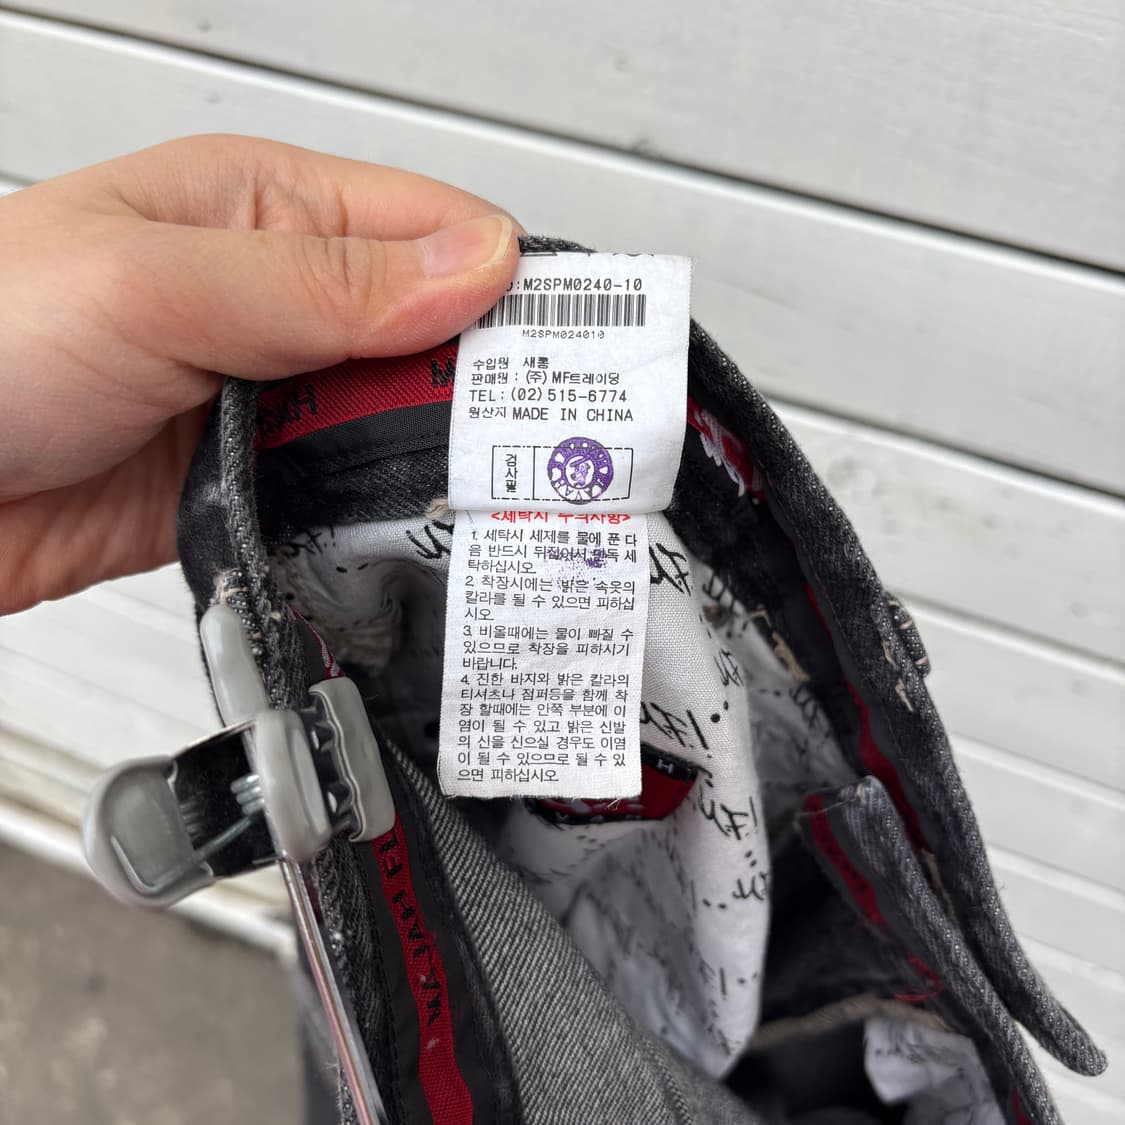 :M2SPM0240-10
M2SPM024010
수입원 새롬
판매원 : (주) MF트레이딩
TEL : (02) 515-6774
원산지 MADE IN CHINA
검사필
<세탁시 주의사항>
1. 세탁시 세제를 물에 푼 다
음 반드시 뒤집어서 단독 세
탁하십시오.
2. 착장시에는 밝은 속옷의
칼라를 될 수 있으면 피하십
시오.
3. 비올때에는 물이 빠질 수
있으므로 착장을 피하시기
바랍니다.
4. 진한 바지와 밝은 칼라의
티셔츠나 점퍼등을 함께 착
장 할때에는 안쪽 부분에 이
염이 될 수 있고 밝은 신발
의 신을 신으실 경우도 이염
이 될 수 있으므로 될 수 있
으면 피하십시오.